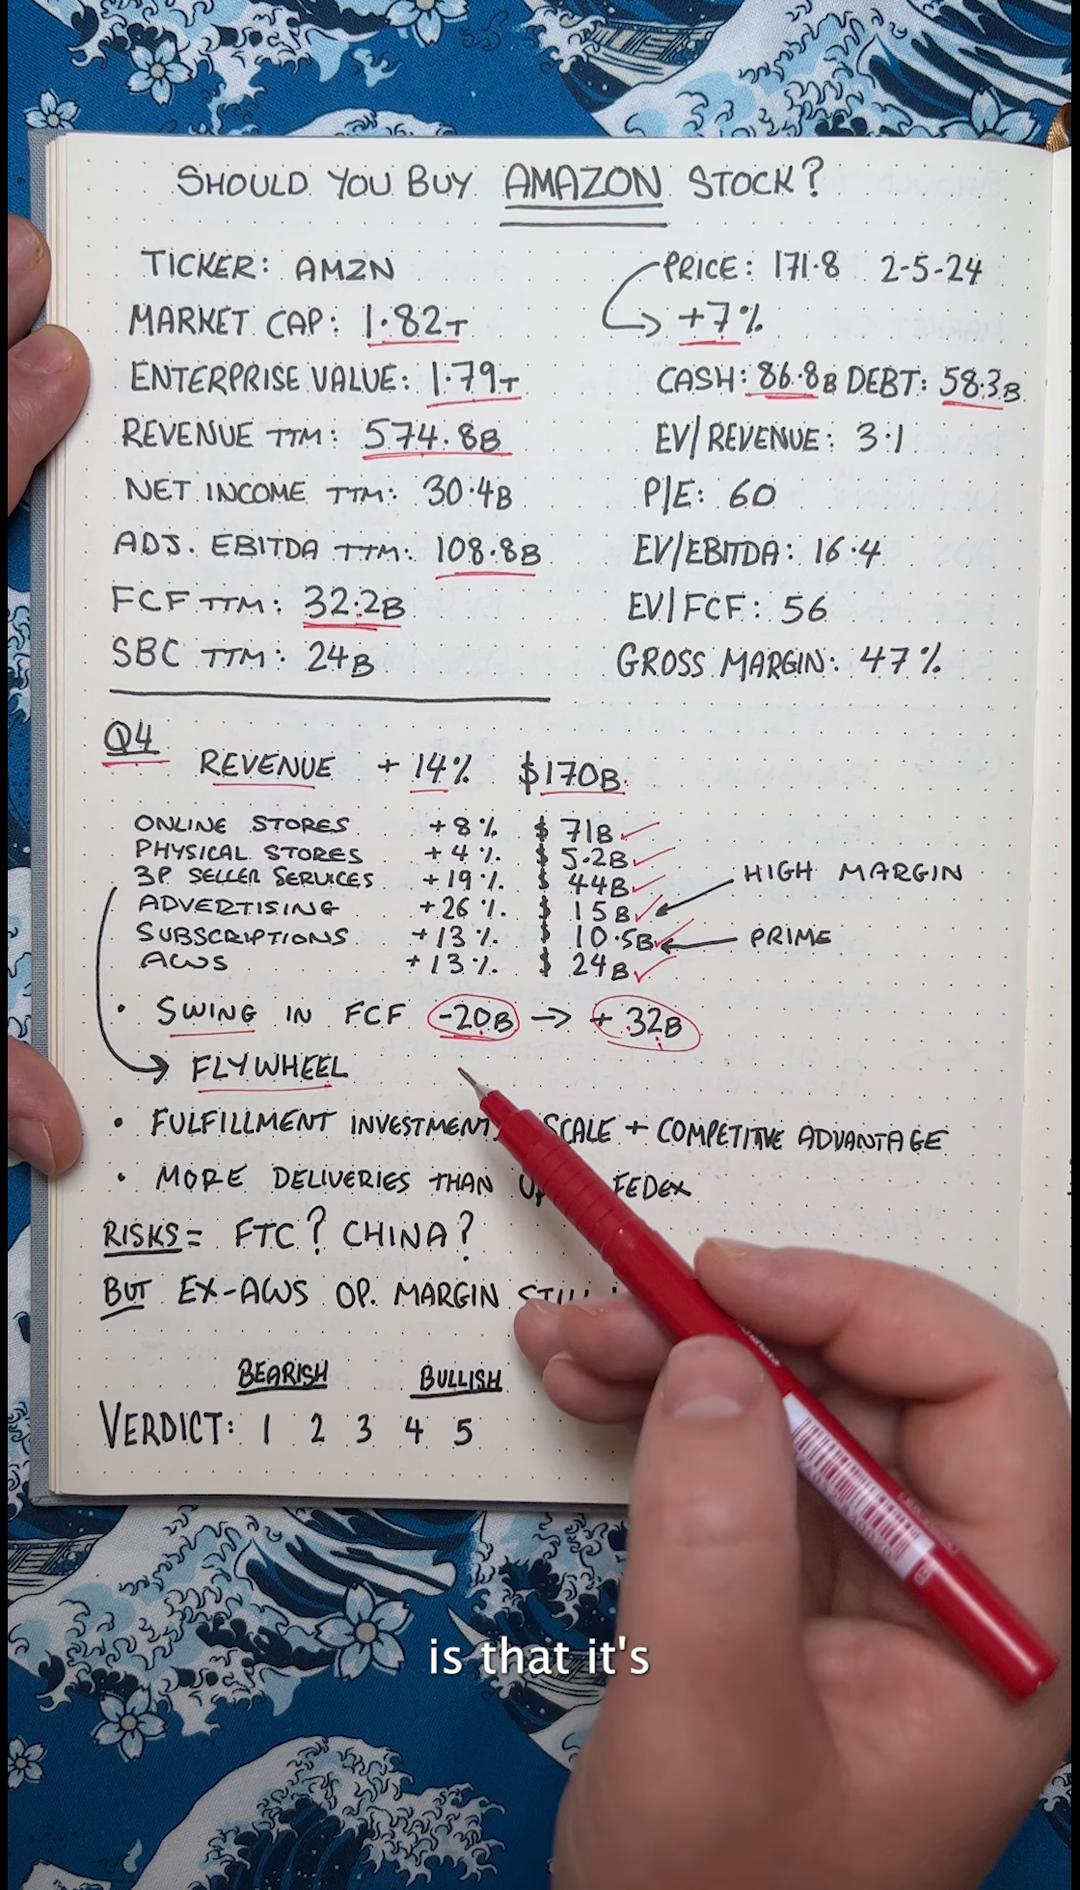 SHOULD YOU BUY AMAZON STOCK?
TICKER: AMZN
PRICE: 171.8 2-5-24
MARKET CAP: 1.82T
+7%
ENTERPRISE VALUE: 1.79T
CASH: 86.8B DEBT: 58.3B
REVENUE TTM: 574.8B
EV/REVENUE: 3.1
NET INCOME TTM: 30.4B
P/E: 60
ADJ. EBITDA TTM: 108.8B
EV/EBITDA: 16.4
FCF TTM: 32.2B
EV/FCF: 56
SBC TTM: 24B
GROSS MARGIN: 47%
Q4
REVENUE +14% $170B
ONLINE STORES +8% $71B
PHYSICAL STORES +4% $5.2B
3P SELLER SERVICES +19% $44B
HIGH MARGIN
ADVERTISING +26% $15B
SUBSCRIPTIONS +13% $10.5B
PRIME
AWS +13% $24B
• SWING IN FCF -20B → +32B
→ FLYWHEEL
• FULFILLMENT INVESTMENT SCALE + COMPETITIVE ADVANTAGE
• MORE DELIVERIES THAN FEDEX
RISKS = FTC? CHINA?
BUT EX-AWS OP. MARGIN
BEARISH BULLISH
VERDICT: 1 2 3 4 5
is that it's